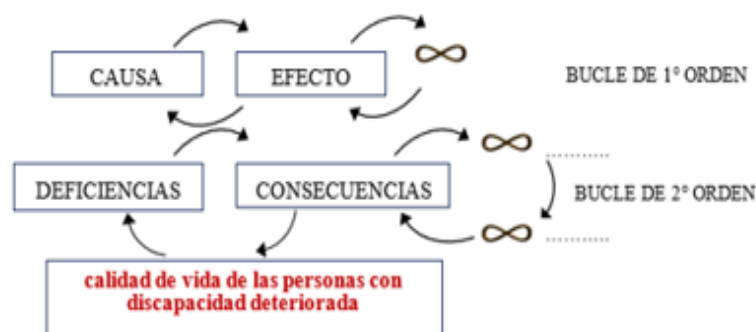 CAUSA
EFECTO
BUCLE DE 1º ORDEN
DEFICIENCIAS
CONSECUENCIAS
BUCLE DE 2º ORDEN
calidad de vida de las personas con
discapacidad deteriorada